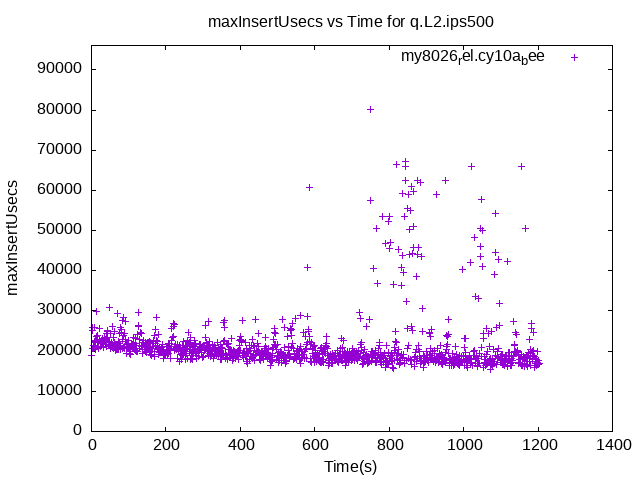 maxInsertUsecs vs Time for q.L2.ips500
my8026rel.cy10abee
90000
80000
70000
60000
50000
40000
30000
20000
10000
0
maxInsertUsecs
0 200 400 600 800 1000 1200 1400
Time(s)